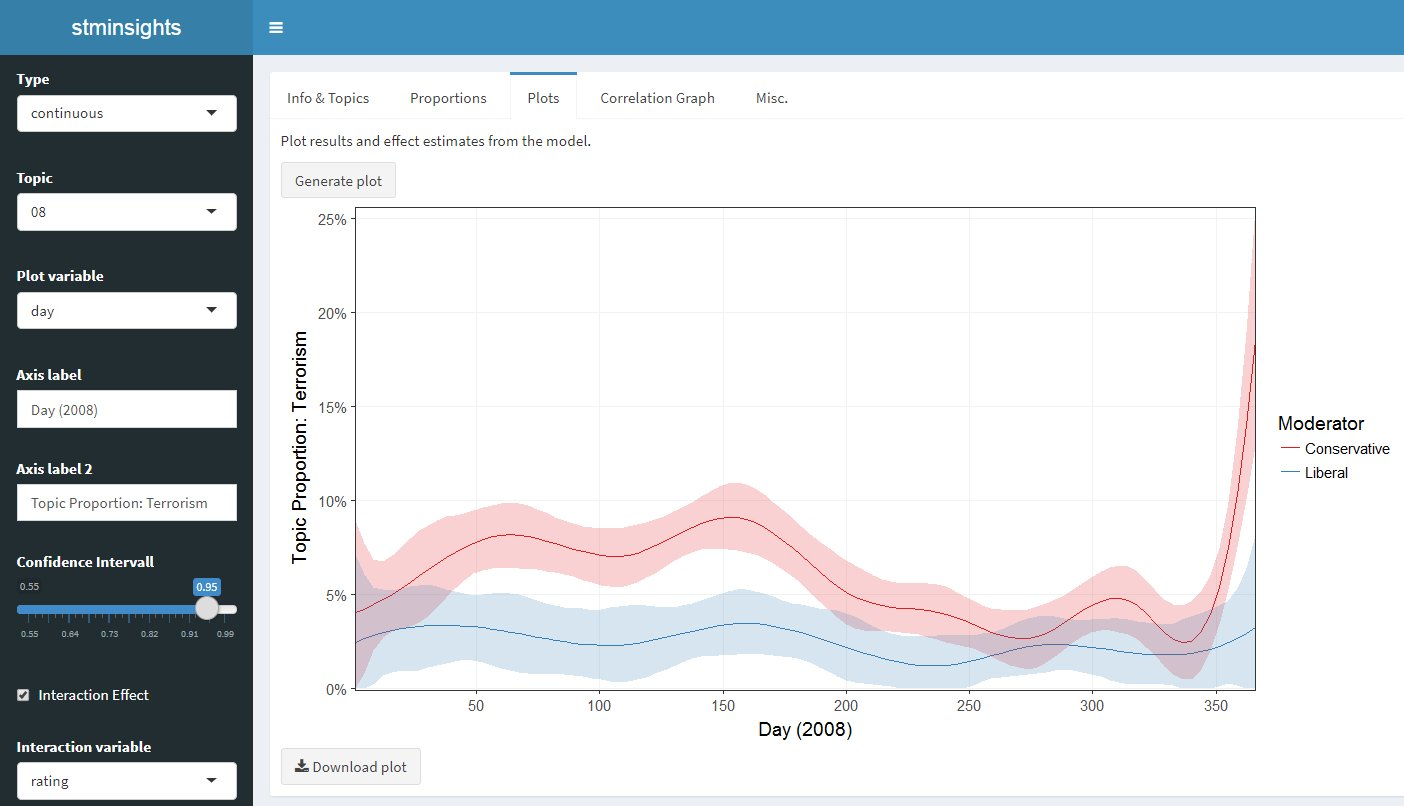 stminsights
Type
continuous
Topic
08
Plot variable
day
Axis label
Day (2008)
Axis label 2
Topic Proportion: Terrorism
Confidence Intervall
0.55
0.95
0.55 0.64 0.73 0.82 0.91 0.99
Interaction Effect
Interaction variable
rating
Info & Topics Proportions Plots Correlation Graph Misc.
Plot results and effect estimates from the model.
Generate plot
Topic Proportion: Terrorism
25%
20%
15%
10%
5%
0%
50 100 150 200 250 300 350
Day (2008)
Moderator
Conservative
Liberal
Download plot